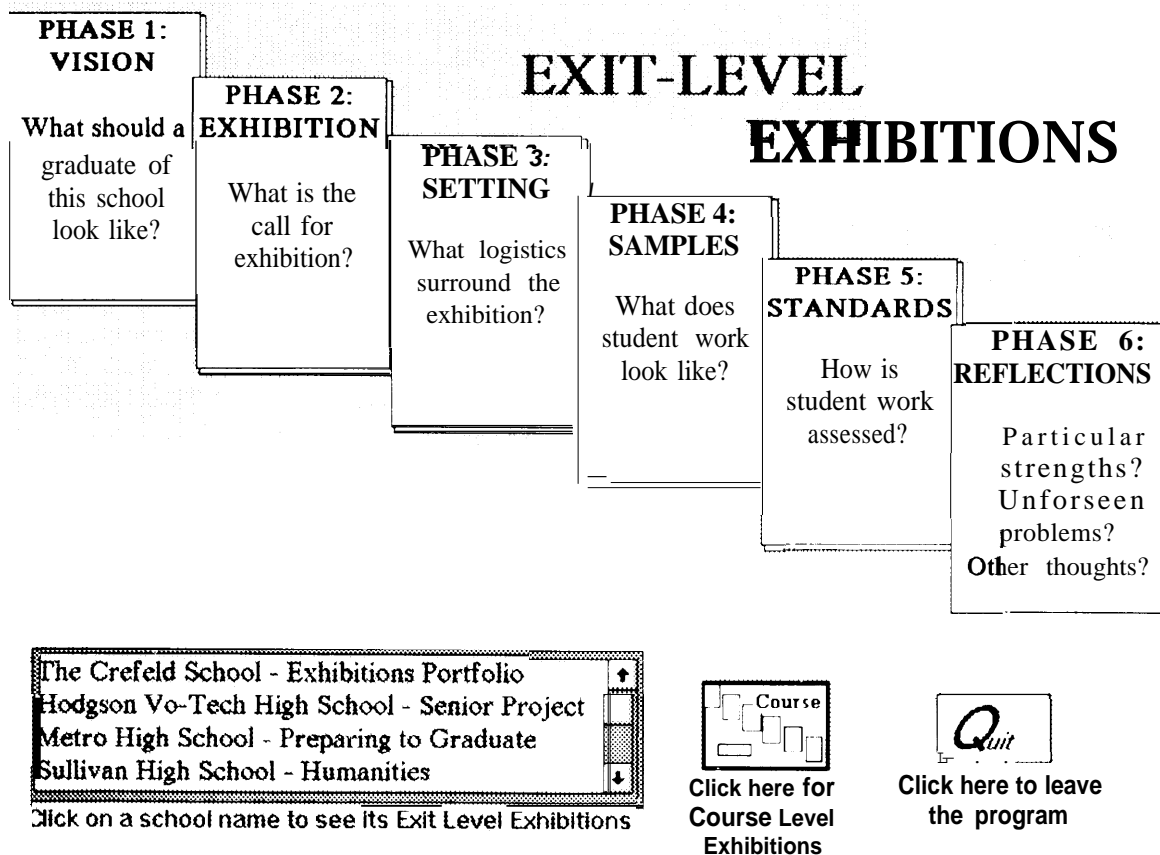 PHASE 1:
VISION
What should a
graduate of
this school
look like?
PHASE 2:
EXHIBITION
What is the
call for
exhibition?
PHASE 3:
SETTING
What logistics
surround the
exhibition?
PHASE 4:
SAMPLES
What does
student work
look like?
PHASE 5:
STANDARDS
How is
student work
assessed?
PHASE 6:
REFLECTIONS
Particular
strengths?
Unforseen
problems?
Other thoughts?
EXIT-LEVEL
EXHIBITIONS
The Crefeld School - Exhibitions Portfolio
Hodgson Vo-Tech High School - Senior Project
Metro High School - Preparing to Graduate
Sullivan High School - Humanities
Click on a school name to see its Exit Level Exhibitions
Course
Click here for
Course Level
Exhibitions
Quit
Click here to leave
the program